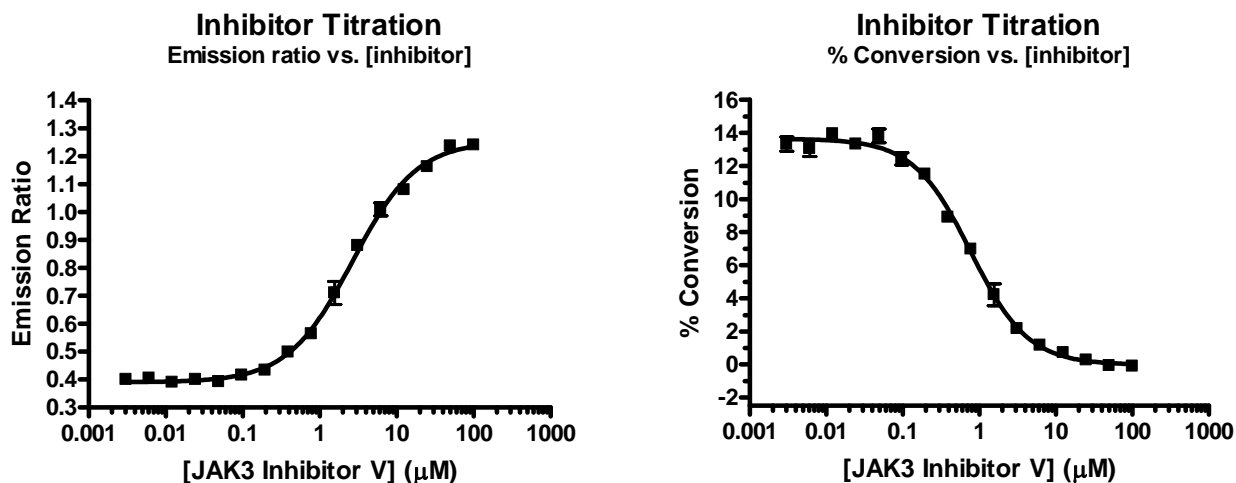 Inhibitor Titration
Emission ratio vs. [inhibitor]
1.4
1.3
1.2
1.1
1.0
0.9
0.8
0.7
0.6
0.5
0.4
0.3
Emission Ratio
0.001 0.01 0.1 1 10 100 1000
[JAK3 Inhibitor V] (μM)
Inhibitor Titration
% Conversion vs. [inhibitor]
16
14
12
10
8
6
4
2
0
-2
% Conversion
0.001 0.01 0.1 1 10 100 1000
[JAK3 Inhibitor V] (μM)